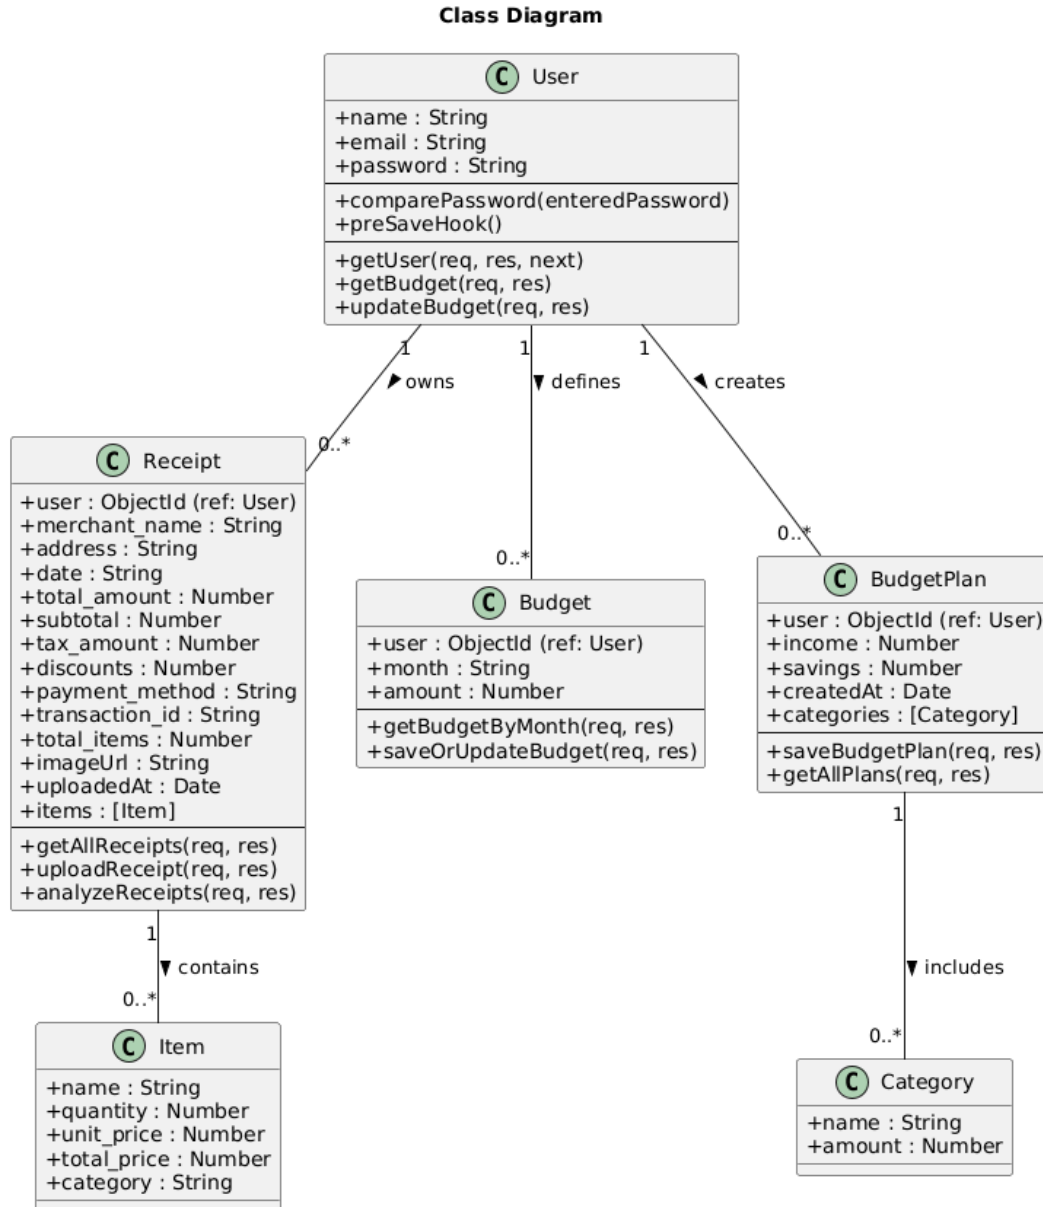 Class Diagram
C User
+name : String
+email : String
+password : String
+comparePassword(enteredPassword)
+preSaveHook()
+getUser(req, res, next)
+getBudget(req, res)
+updateBudget(req, res)
1
1
1
owns
defines
creates
0..*
0..*
0..*
C Receipt
+user : ObjectId (ref: User)
+merchant_name : String
+address : String
+date : String
+total_amount : Number
+subtotal : Number
+tax_amount : Number
+discounts : Number
+payment_method : String
+transaction_id : String
+total_items : Number
+imageUrl : String
+uploadedAt : Date
+items : [Item]
+getAllReceipts(req, res)
+uploadReceipt(req, res)
+analyzeReceipts(req, res)
C Budget
+user : ObjectId (ref: User)
+month : String
+amount : Number
+getBudgetByMonth(req, res)
+saveOrUpdateBudget(req, res)
C BudgetPlan
+user : ObjectId (ref: User)
+income : Number
+savings : Number
+createdAt : Date
+categories : [Category]
+saveBudgetPlan(req, res)
+getAllPlans(req, res)
1
contains
0..*
1
includes
0..*
C Item
+name : String
+quantity : Number
+unit_price : Number
+total_price : Number
+category : String
C Category
+name : String
+amount : Number